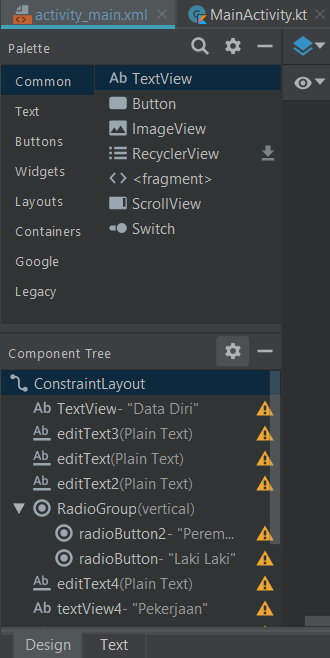 activity_main.xml MainActivity.kt
Palette
Common
Text
Buttons
Widgets
Layouts
Containers
Google
Legacy
Ab TextView
Button
ImageView
RecyclerView
<> <fragment>
ScrollView
Switch
Component Tree
ConstraintLayout
Ab TextView- "Data Diri"
Ab editText3(Plain Text)
Ab editText(Plain Text)
Ab editText2(Plain Text)
RadioGroup(vertical)
radioButton2- "Perem...
radioButton- "Laki Laki"
Ab editText4(Plain Text)
Ab textView4- "Pekerjaan"
Design Text